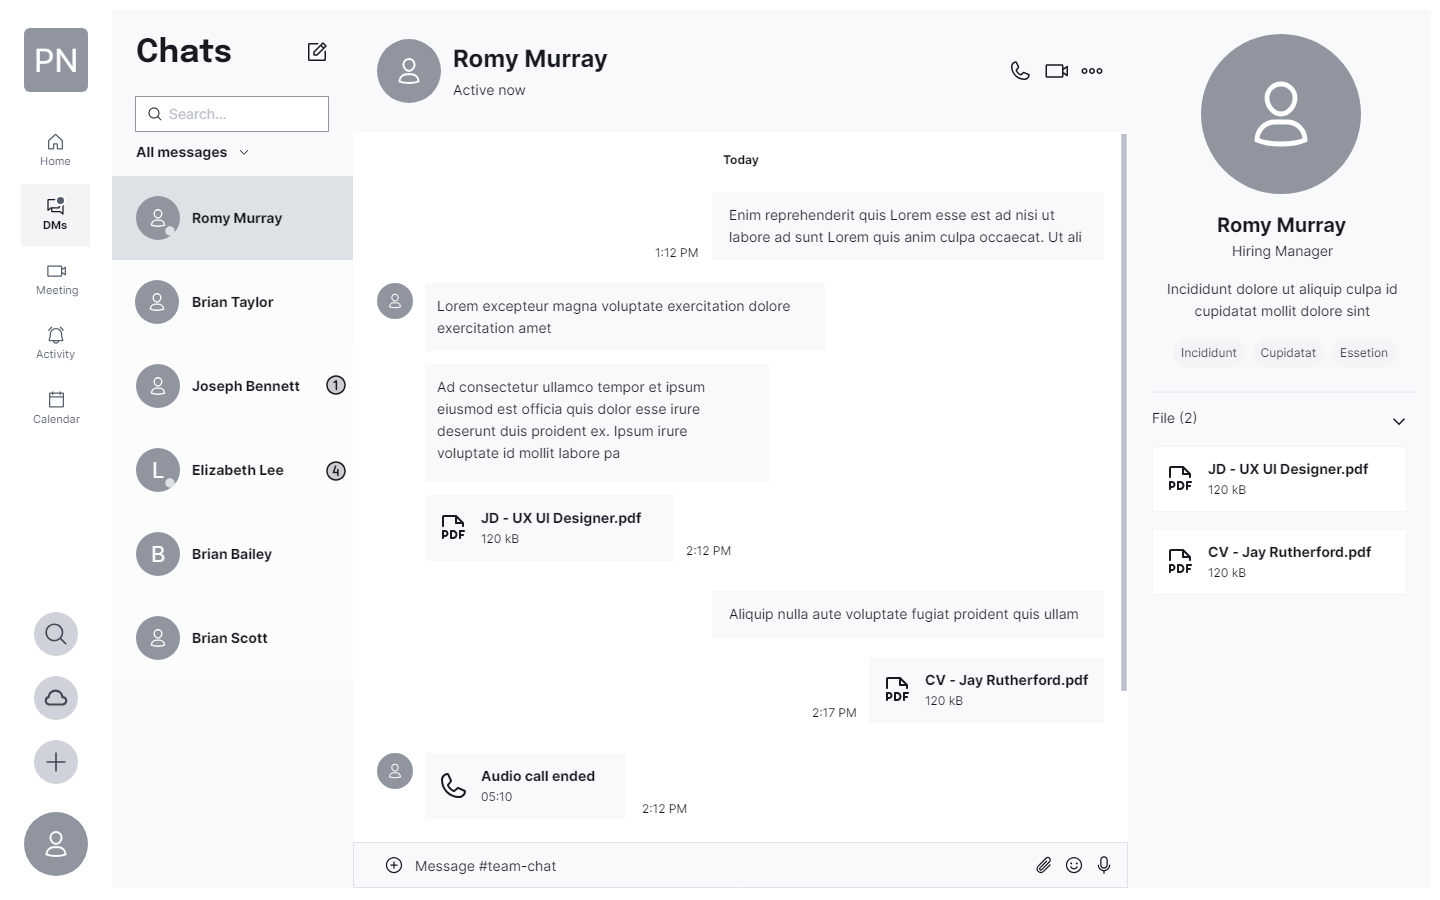 PN
Home
DMs
Meeting
Activity
Calendar
Chats
Search...
All messages
Romy Murray
Brian Taylor
Joseph Bennett
1
L
Elizabeth Lee
4
B
Brian Bailey
Brian Scott
Romy Murray
Active now
Today
Enim reprehenderit quis Lorem esse est ad nisi ut
labore ad sunt Lorem quis anim culpa occaecat. Ut ali
1:12 PM
Lorem excepteur magna voluptate exercitation dolore
exercitation amet
Ad consectetur ullamco tempor et ipsum
eiusmod est officia quis dolor esse irure
deserunt duis proident ex. Ipsum irure
voluptate id mollit labore pa
PDF
JD - UX UI Designer.pdf
120 kB
2:12 PM
Aliquip nulla aute voluptate fugiat proident quis ullam
PDF
CV - Jay Rutherford.pdf
120 kB
2:17 PM
Audio call ended
05:10
2:12 PM
Message #team-chat
Romy Murray
Hiring Manager
Incididunt dolore ut aliquip culpa id
cupidatat mollit dolore sint
Incididunt
Cupidatat
Essetion
File (2)
PDF
JD - UX UI Designer.pdf
120 kB
PDF
CV - Jay Rutherford.pdf
120 kB